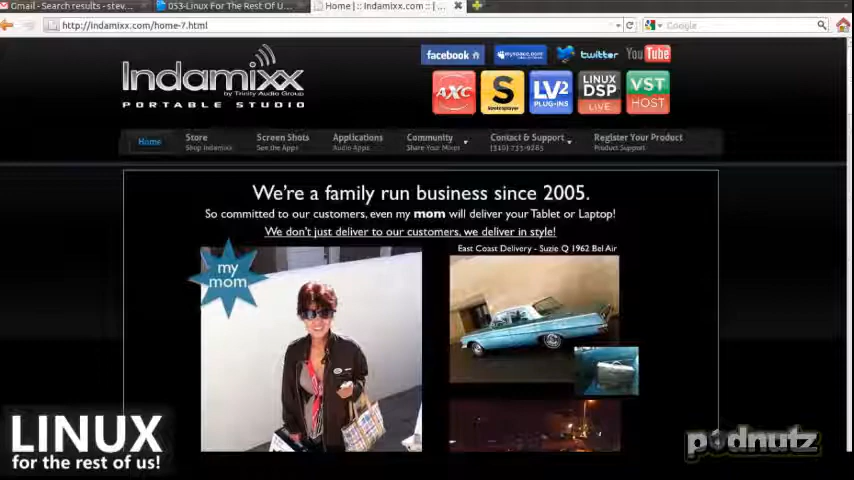 Gmail - Search results - stev...
053-Linux For The Rest Of U...
Home | :: Indamixx.com :: | ...
http://indamixx.com/home-7.html
Google
Indamixx
by Trinity Audio Group
PORTABLE STUDIO
facebook
myspace.com
twitter
YouTube
AXC
S
LV2
PLUG-INS
LINUX
DSP
LIVE
VST
HOST
Home
Store
Shop Indamixx
Screen Shots
See the Apps
Applications
Audio Apps
Community
Share Your Mixes
Contact & Support
(310) 733-9285
Register Your Product
Product Support
We're a family run business since 2005.
So committed to our customers, even my mom will deliver your Tablet or Laptop!
We don't just deliver to our customers, we deliver in style!
East Coast Delivery - Suzie Q 1962 Bel Air
my
mom
LINUX
for the rest of us!
podnutz